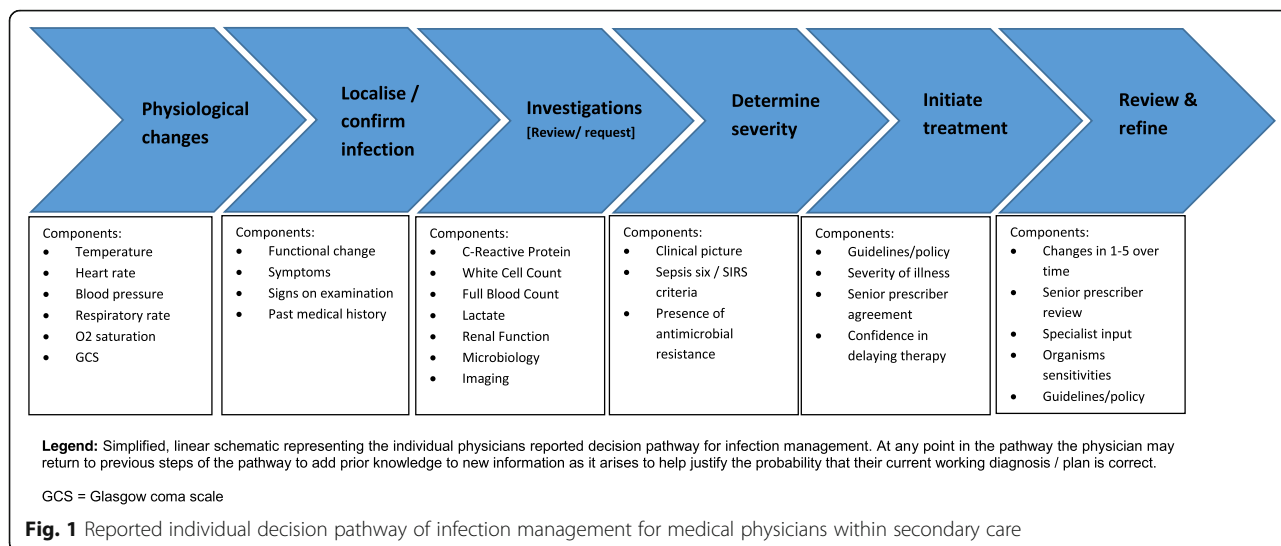 Physiological
changes
Localise /
confirm
infection
Investigations
[Review/ request]
Determine
severity
Initiate
treatment
Review &
refine
Components:
• Temperature
• Heart rate
• Blood pressure
• Respiratory rate
• O2 saturation
• GCS
Components:
• Functional change
• Symptoms
• Signs on examination
• Past medical history
Components:
• C-Reactive Protein
• White Cell Count
• Full Blood Count
• Lactate
• Renal Function
• Microbiology
• Imaging
Components:
• Clinical picture
• Sepsis six / SIRS
criteria
• Presence of
antimicrobial
resistance
Components:
• Guidelines/policy
• Severity of illness
• Senior prescriber
agreement
• Confidence in
delaying therapy
Components:
• Changes in 1-5 over
time
• Senior prescriber
review
• Specialist input
• Organisms
sensitivities
• Guidelines/policy
Legend: Simplified, linear schematic representing the individual physicians reported decision pathway for infection management. At any point in the pathway the physician may
return to previous steps of the pathway to add prior knowledge to new information as it arises to help justify the probability that their current working diagnosis / plan is correct.
GCS = Glasgow coma scale
Fig. 1 Reported individual decision pathway of infection management for medical physicians within secondary care